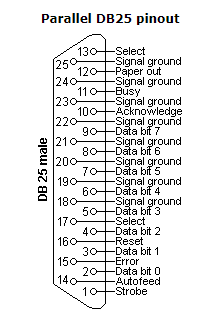 Parallel DB25 pinout
DB 25 male
13 Select
25 Signal ground
12 Paper out
24 Signal ground
11 Busy
23 Signal ground
10 Acknowledge
22 Signal ground
9 Data bit 7
21 Signal ground
8 Data bit 6
20 Signal ground
7 Data bit 5
19 Signal ground
6 Data bit 4
18 Signal ground
5 Data bit 3
17 Select
4 Data bit 2
16 Reset
3 Data bit 1
15 Error
2 Data bit 0
14 Autofeed
1 Strobe